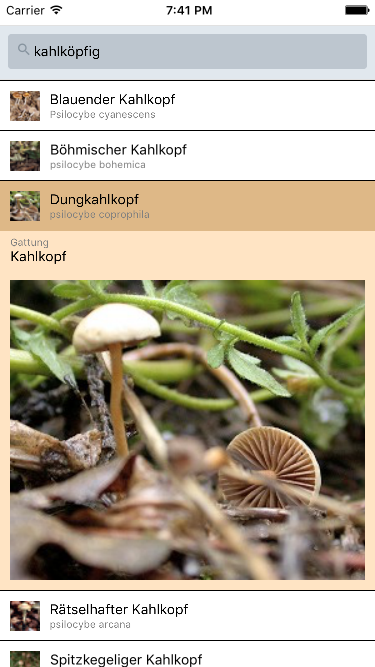 Carrier 7:41 PM
kahlköpfig
Blauender Kahlkopf
Psilocybe cyanescens
Böhmischer Kahlkopf
psilocybe bohemica
Dungkahlkopf
psilocybe coprophila
Gattung
Kahlkopf
Rätselhafter Kahlkopf
psilocybe arcana
Spitzkegeliger Kahlkopf